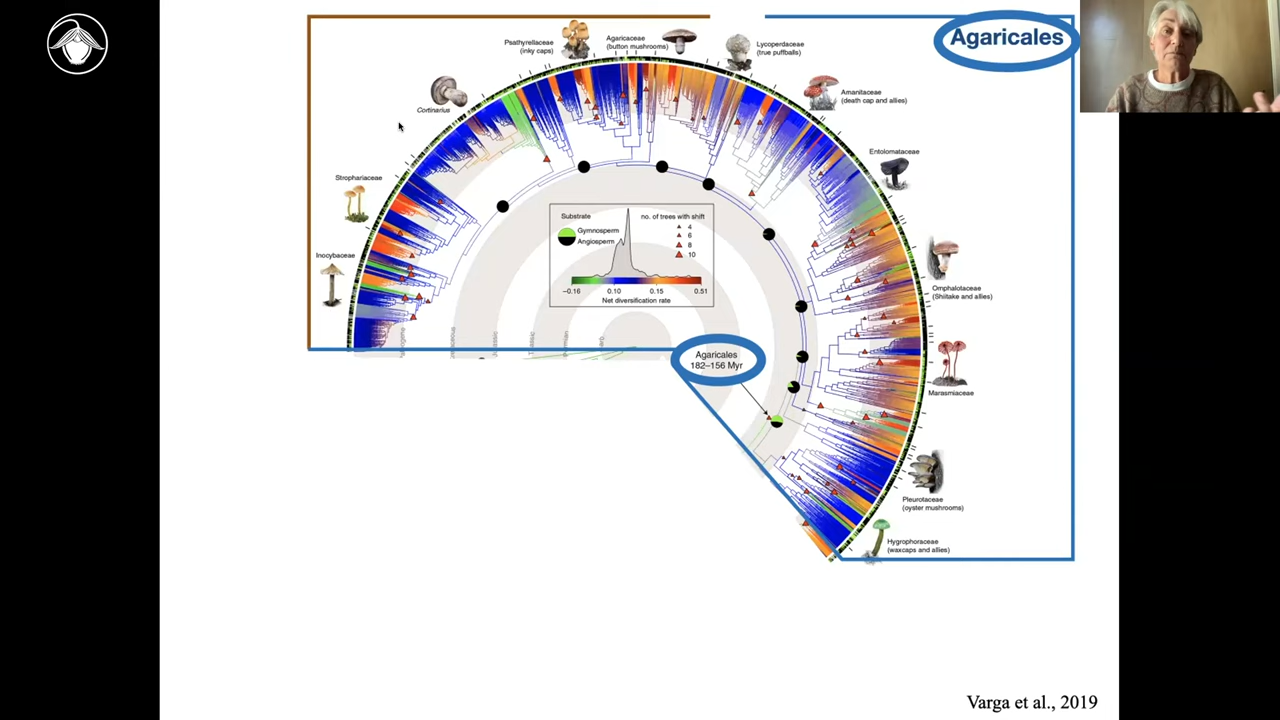 Agaricales
Psathyrellaceae
(inky caps)
Agaricaceae
(button mushrooms)
Lycoperdaceae
(true puffballs)
Amanitaceae
(death cap and allies)
Cortinarius
Entolomataceae
Strophariaceae
Inocybaceae
Omphalotaceae
(Shiitake and allies)
Marasmiaceae
Pleurotaceae
(oyster mushrooms)
Hygrophoraceae
(waxcaps and allies)
Substrate
Gymnosperm
Angiosperm
no. of trees with shift
4
6
8
10
−0.16
0.10
0.15
0.51
Net diversification rate
Agaricales
182–156 Myr
Varga et al., 2019